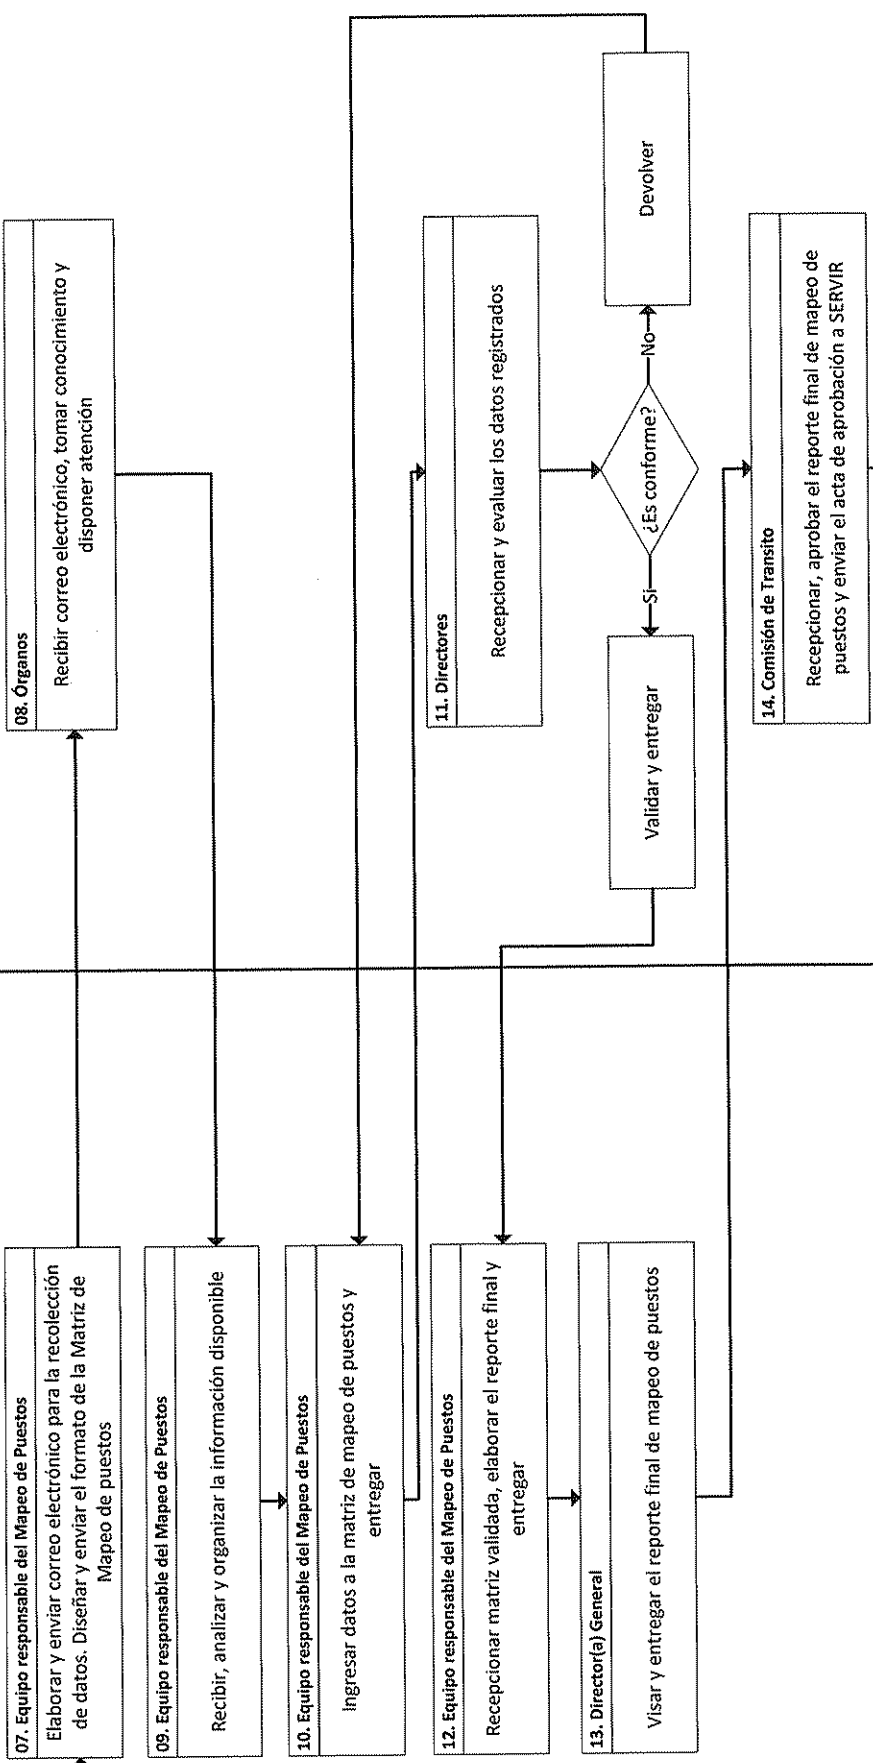 07. Equipo responsable del Mapeo de Puestos
Elaborar y enviar correo electrónico para la recolección
de datos. Diseñar y enviar el formato de la Matriz de
Mapeo de puestos
08. Órganos
Recibir correo electrónico, tomar conocimiento y
disponer atención
09. Equipo responsable del Mapeo de Puestos
Recibir, analizar y organizar la información disponible
10. Equipo responsable del Mapeo de Puestos
Ingresar datos a la matriz de mapeo de puestos y
entregar
11. Directores
Recepcionar y evaluar los datos registrados
¿Es conforme?
Si
No
Validar y entregar
Devolver
12. Equipo responsable del Mapeo de Puestos
Recepcionar matriz validada, elaborar el reporte final y
entregar
13. Director(a) General
Visar y entregar el reporte final de mapeo de puestos
14. Comisión de Transito
Recepcionar, aprobar el reporte final de mapeo de
puestos y enviar el acta de aprobación a SERVIR